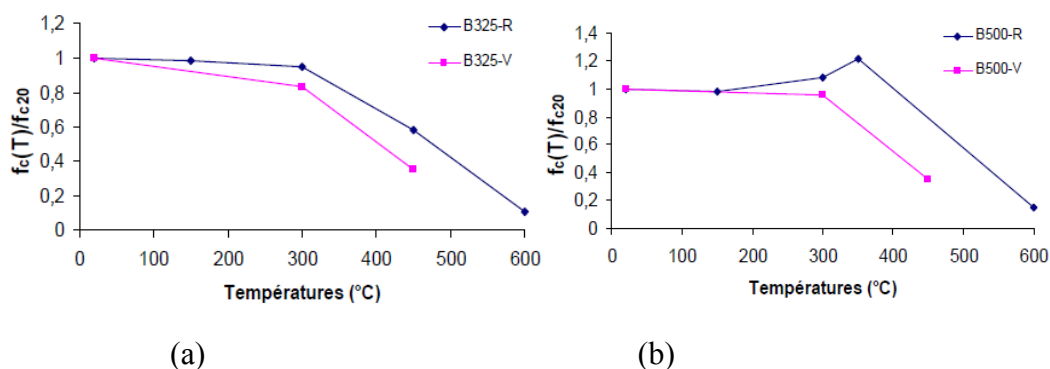 1,2
1
0,8
0,6
0,4
0,2
0
fc(T)/fc20
0 100 200 300 400 500 600
Températures (°C)
B325-R
B325-V
(a)
1,4
1,2
1
0,8
0,6
0,4
0,2
0
fc(T)/fc20
0 100 200 300 400 500 600
Températures (°C)
B500-R
B500-V
(b)